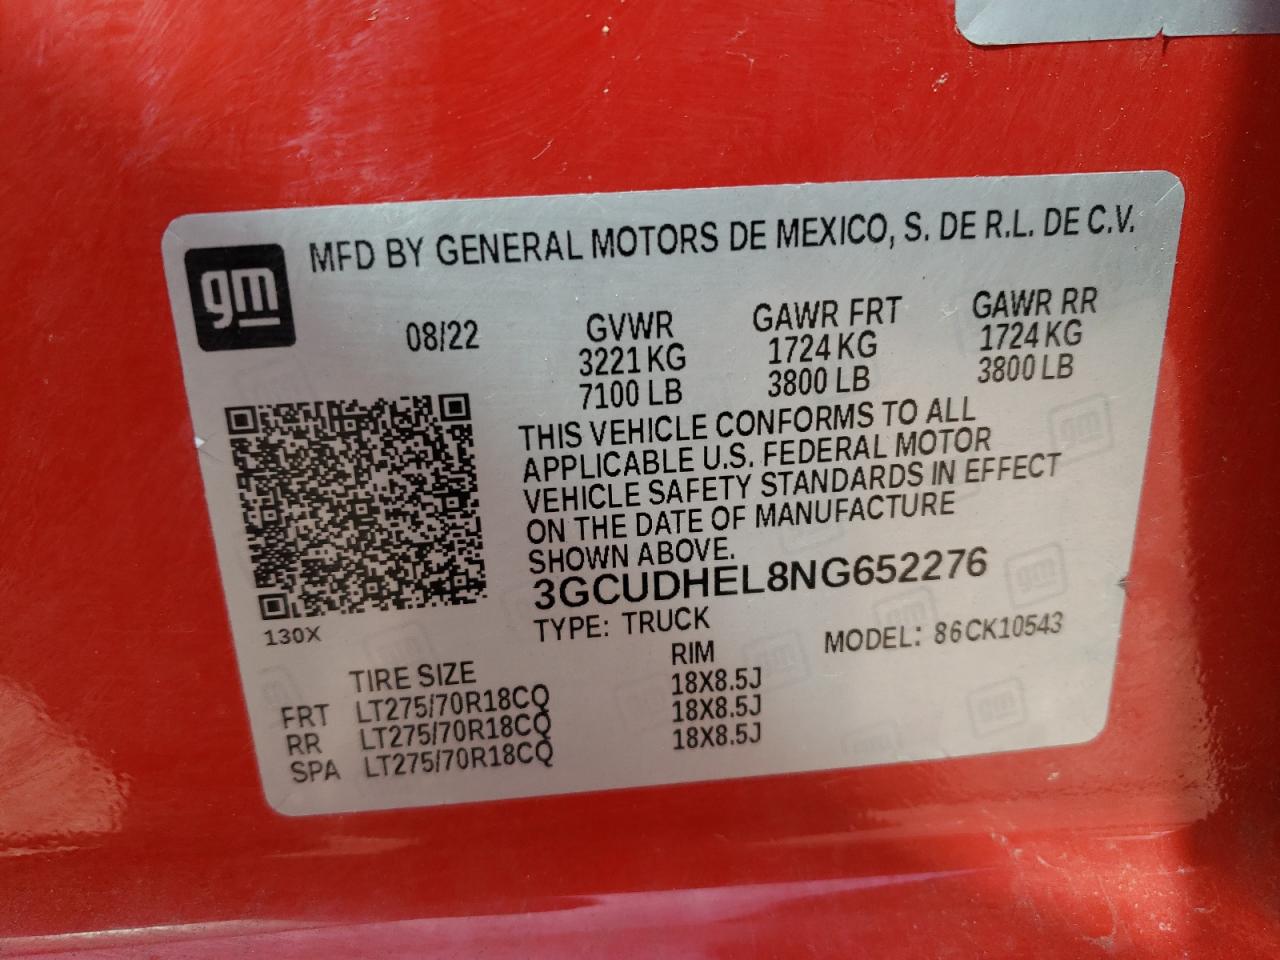 gm
MFD BY GENERAL MOTORS DE MEXICO, S. DE R.L. DE C.V.
08/22
GVWR GAWR FRT GAWR RR
3221 KG 1724 KG 1724 KG
7100 LB 3800 LB 3800 LB
THIS VEHICLE CONFORMS TO ALL
APPLICABLE U.S. FEDERAL MOTOR
VEHICLE SAFETY STANDARDS IN EFFECT
ON THE DATE OF MANUFACTURE
SHOWN ABOVE.
3GCUDHEL8NG652276
130X
TYPE: TRUCK
MODEL: 86CK10543
TIRE SIZE RIM
FRT LT275/70R18CQ 18X8.5J
RR LT275/70R18CQ 18X8.5J
SPA LT275/70R18CQ 18X8.5J